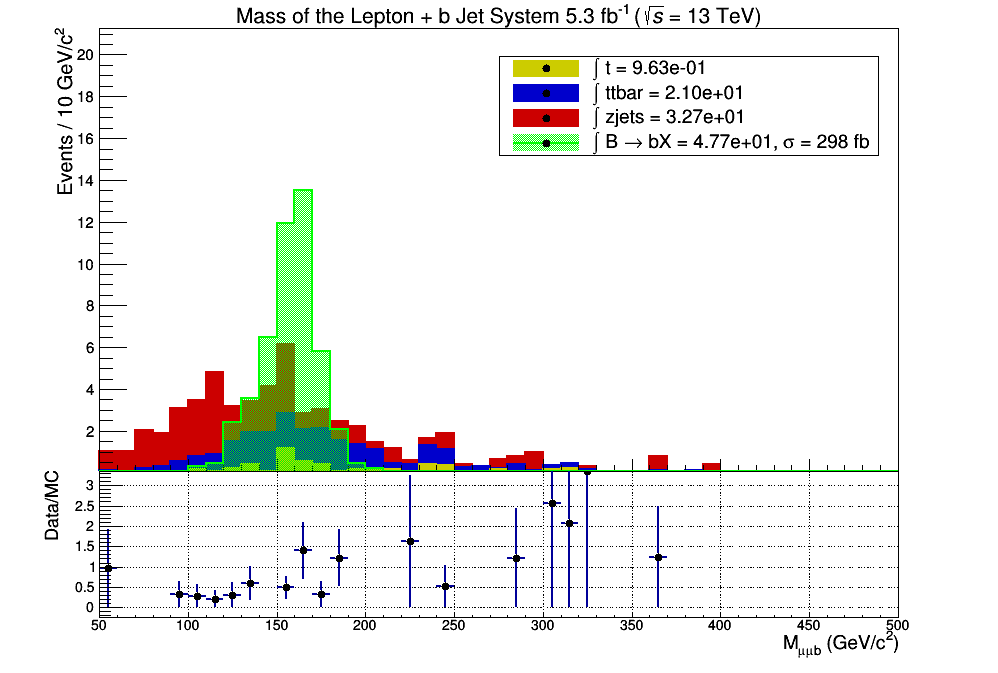 Mass of the Lepton + b Jet System 5.3 fb⁻¹ (√s = 13 TeV)
Events / 10 GeV/c²
20
18
16
14
12
10
8
6
4
2
∫ t = 9.63e-01
∫ ttbar = 2.10e+01
∫ zjets = 3.27e+01
∫ B → bX = 4.77e+01, σ = 298 fb
Data/MC
3
2.5
2
1.5
1
0.5
0
50 100 150 200 250 300 350 400 450 500
M_μμb (GeV/c²)